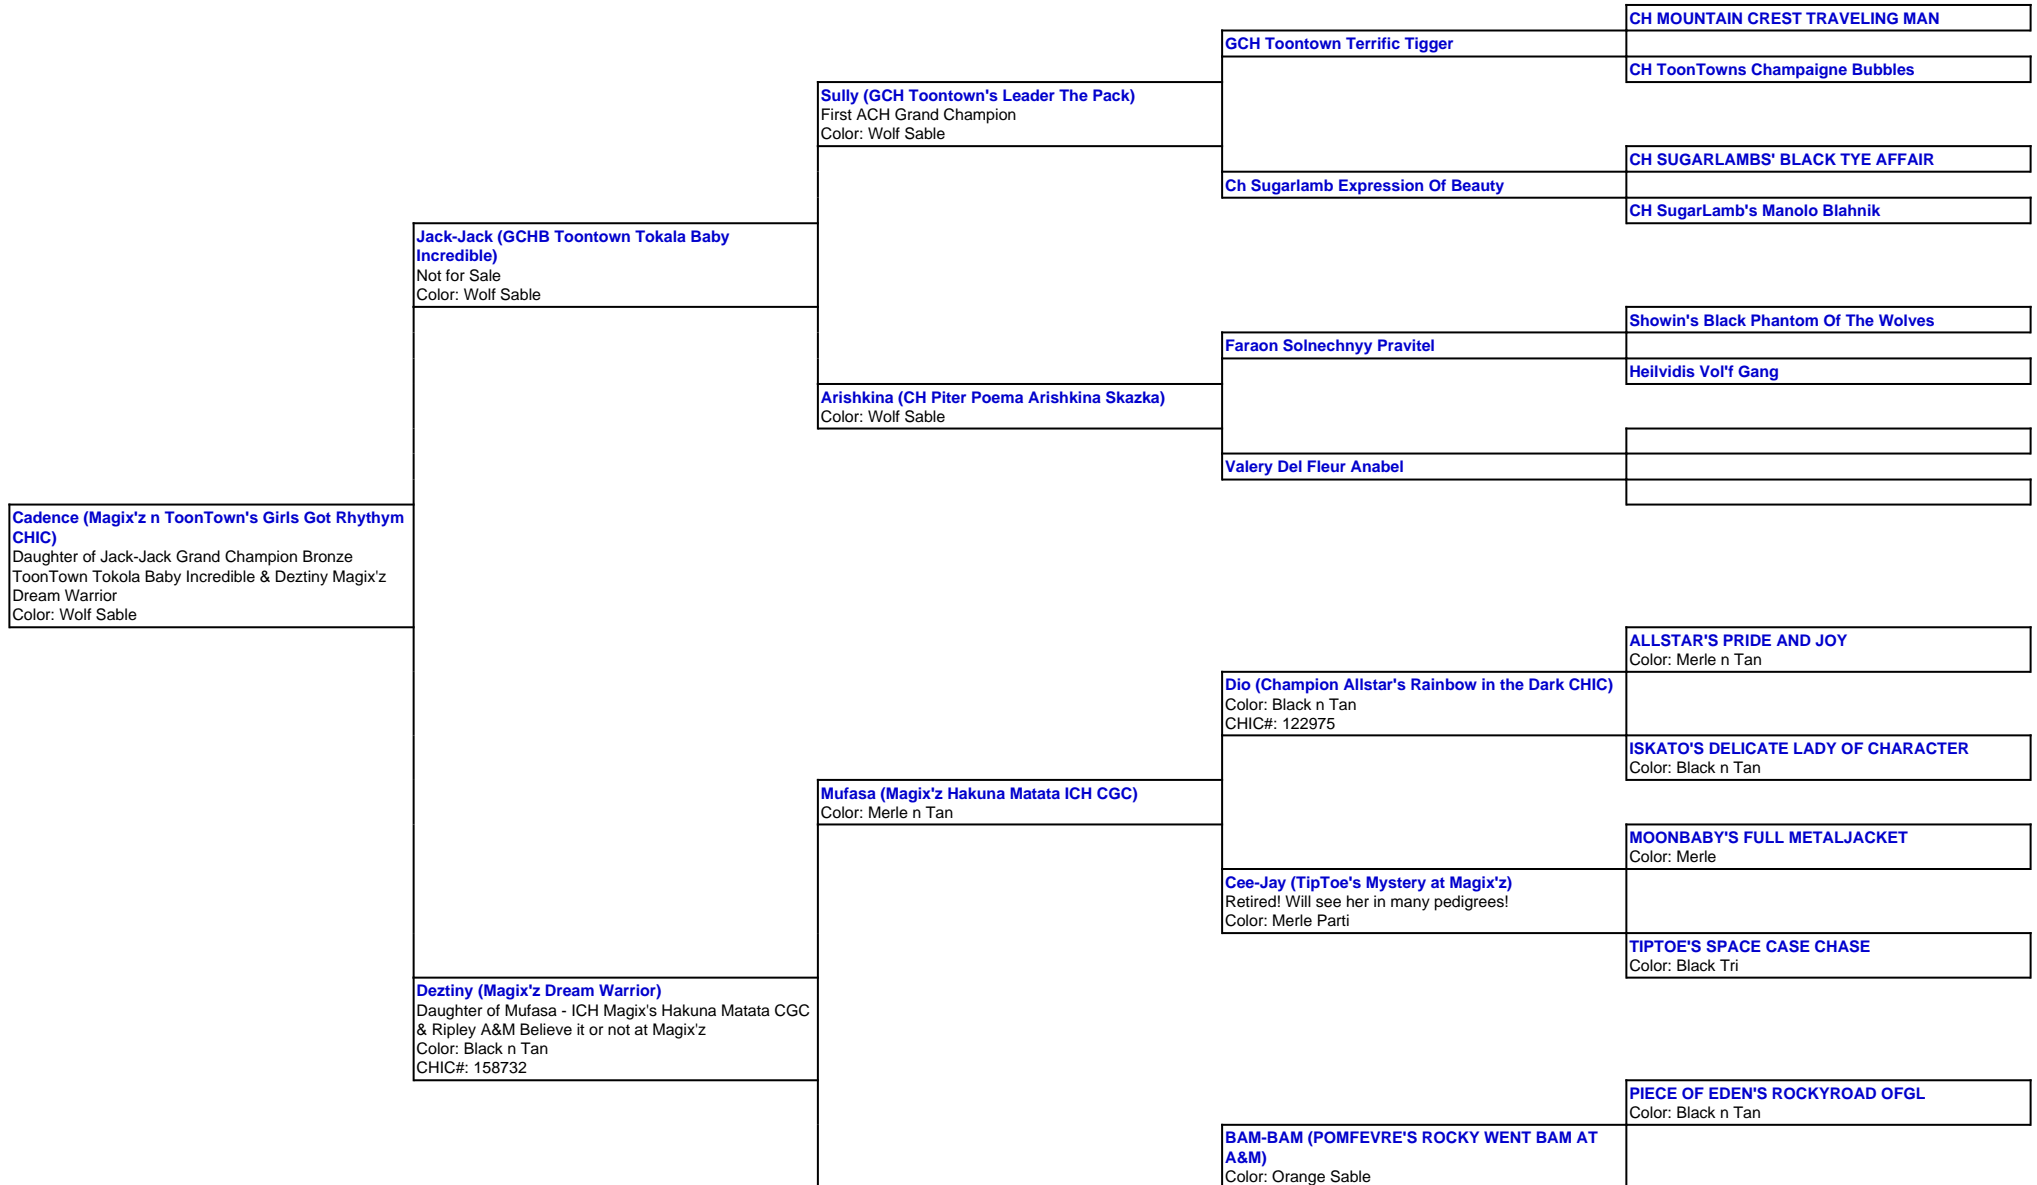 CH MOUNTAIN CREST TRAVELING MAN
GCH Toontown Terrific Tigger
CH ToonTowns Champaigne Bubbles
Sully (GCH Toontown's Leader The Pack)
First ACH Grand Champion
Color: Wolf Sable
CH SUGARLAMBS' BLACK TYE AFFAIR
Ch Sugarlamb Expression Of Beauty
CH SugarLamb's Manolo Blahnik
Jack-Jack (GCHB Toontown Tokala Baby
Incredible)
Not for Sale
Color: Wolf Sable
Showin's Black Phantom Of The Wolves
Faraon Solnechnyy Pravitel
Heilvidis Vol'f Gang
Arishkina (CH Piter Poema Arishkina Skazka)
Color: Wolf Sable
Valery Del Fleur Anabel
Cadence (Magix'z n ToonTown's Girls Got Rhythym
CHIC)
Daughter of Jack-Jack Grand Champion Bronze
ToonTown Tokola Baby Incredible & Deztiny Magix'z
Dream Warrior
Color: Wolf Sable
ALLSTAR'S PRIDE AND JOY
Color: Merle n Tan
Dio (Champion Allstar's Rainbow in the Dark CHIC)
Color: Black n Tan
CHIC#: 122975
ISKATO'S DELICATE LADY OF CHARACTER
Color: Black n Tan
Mufasa (Magix'z Hakuna Matata ICH CGC)
Color: Merle n Tan
MOONBABY'S FULL METALJACKET
Color: Merle
Cee-Jay (TipToe's Mystery at Magix'z)
Retired! Will see her in many pedigrees!
Color: Merle Parti
TIPTOE'S SPACE CASE CHASE
Color: Black Tri
Deztiny (Magix'z Dream Warrior)
Daughter of Mufasa - ICH Magix's Hakuna Matata CGC
& Ripley A&M Believe it or not at Magix'z
Color: Black n Tan
CHIC#: 158732
PIECE OF EDEN'S ROCKYROAD OFGL
Color: Black n Tan
BAM-BAM (POMFEVRE'S ROCKY WENT BAM AT
A&M)
Color: Orange Sable